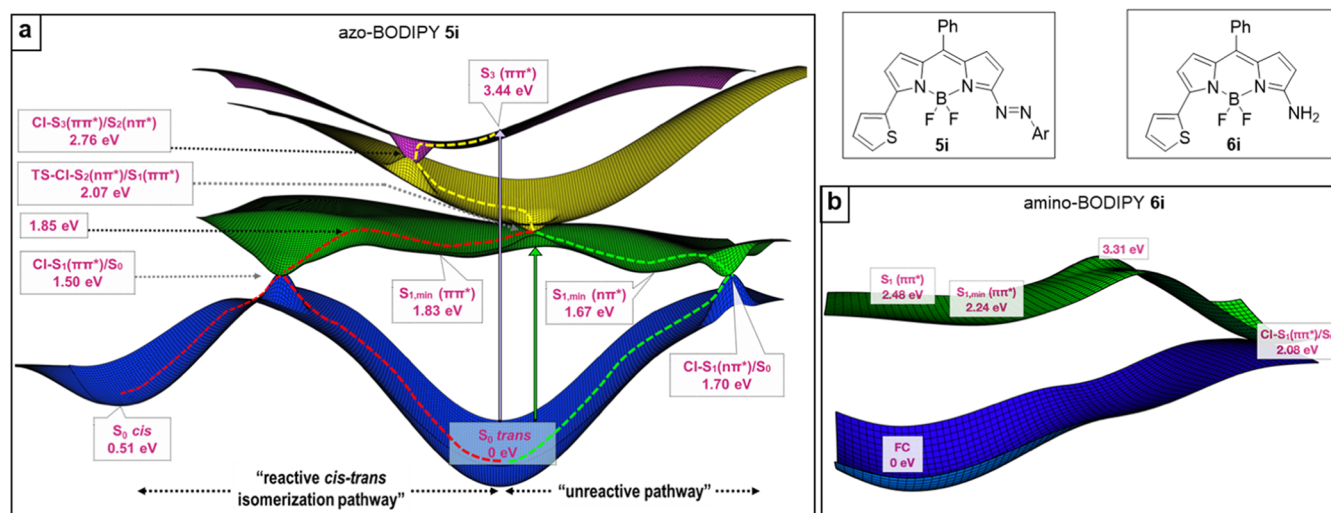 a
azo-BODIPY 5i
S₃ (ππ*)
3.44 eV
CI-S₃(ππ*)/S₂(nπ*)
2.76 eV
TS-CI-S₂(nπ*)/S₁(ππ*)
2.07 eV
1.85 eV
CI-S₁(ππ*)/S₀
1.50 eV
S₁,min (ππ*)
1.83 eV
S₁,min (nπ*)
1.67 eV
CI-S₁(nπ*)/S₀
1.70 eV
S₀ cis
0.51 eV
S₀ trans
0 eV
“reactive cis-trans
isomerization pathway”
“unreactive pathway”
Ph
N
B
N
F
F
S
N
N
Ar
5i
Ph
N
B
N
F
F
S
NH₂
6i
b
amino-BODIPY 6i
3.31 eV
S₁ (ππ*)
2.48 eV
S₁,min (ππ*)
2.24 eV
CI-S₁(ππ*)/S
2.08 eV
FC
0 eV